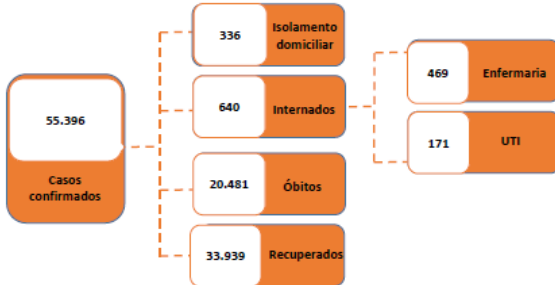 55.396
Casos
confirmados
336
Isolamento
domiciliar
640
Internados
20.481
Óbitos
33.939
Recuperados
469
Enfermaria
171
UTI